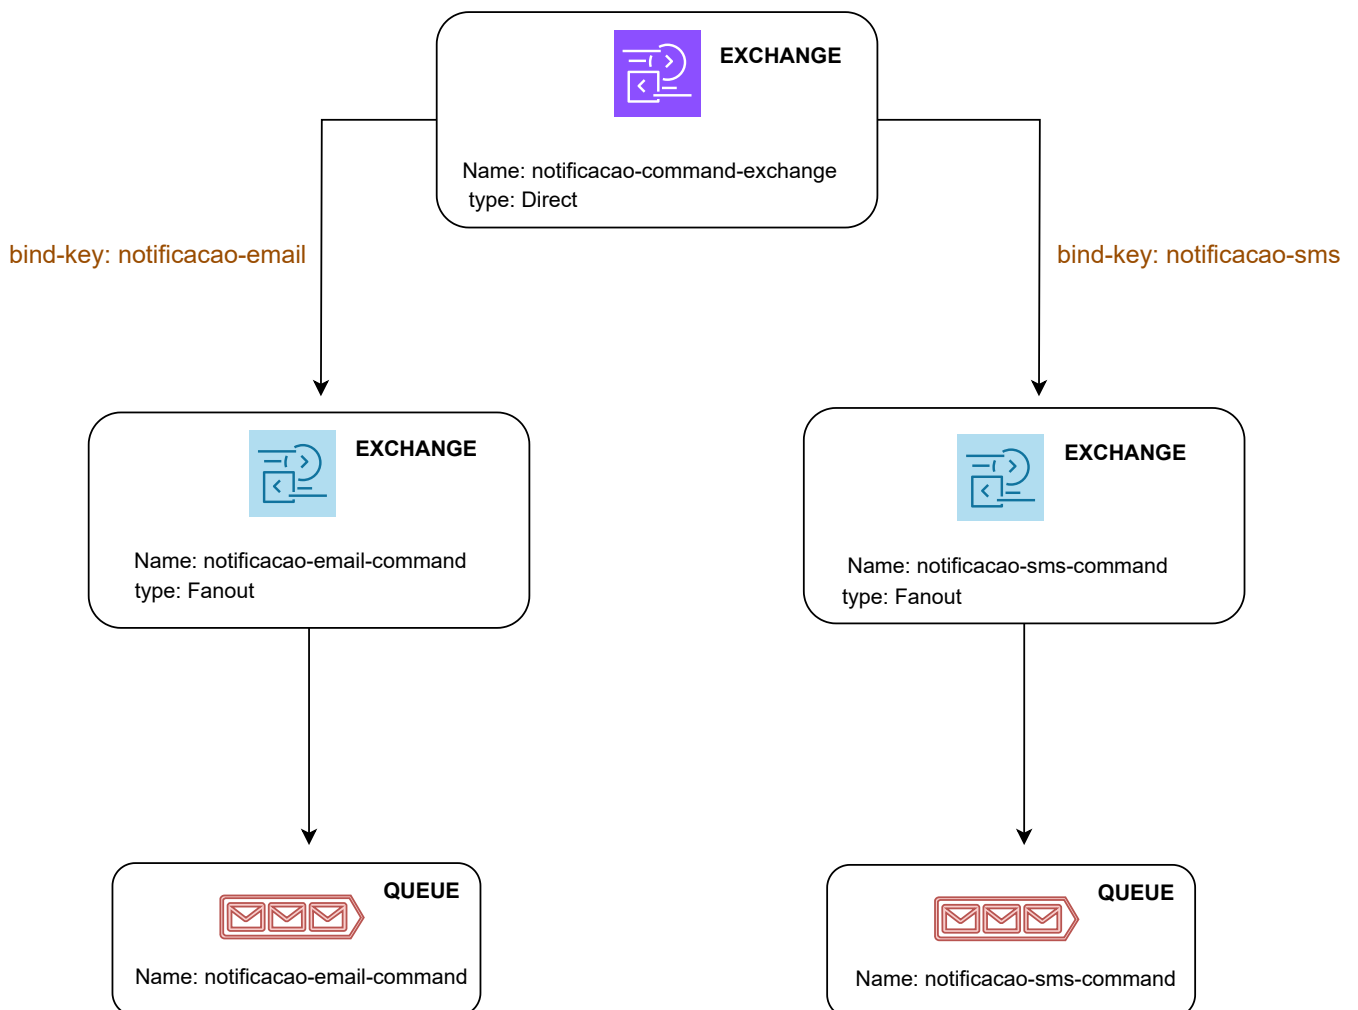 EXCHANGE
Name: notificacao-command-exchange
type: Direct
bind-key: notificacao-email
bind-key: notificacao-sms
EXCHANGE
Name: notificacao-email-command
type: Fanout
EXCHANGE
Name: notificacao-sms-command
type: Fanout
QUEUE
Name: notificacao-email-command
QUEUE
Name: notificacao-sms-command